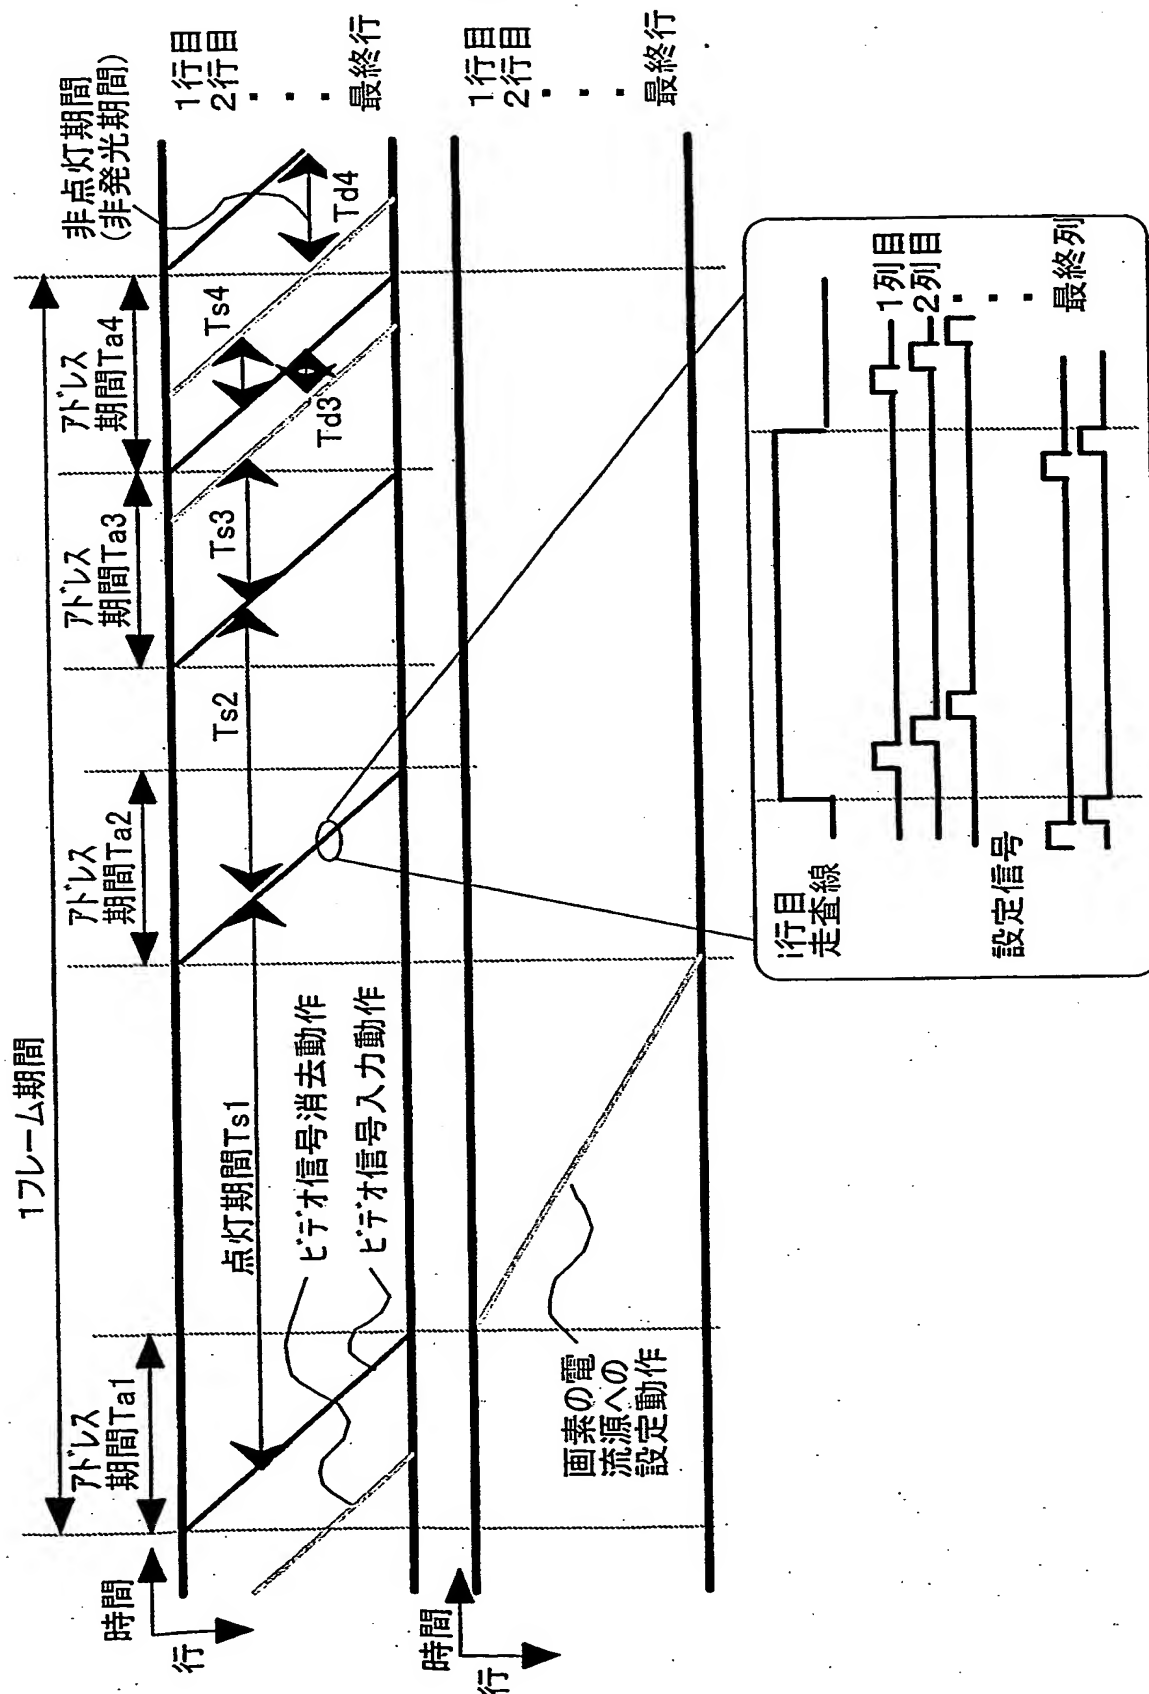 1フレーム期間
アドレス
期間Ta1
アドレス
期間Ta2
アドレス
期間Ta3
アドレス
期間Ta4
非点灯期間
(非発光期間)
時間
行
点灯期間Ts1
Ts2
Ts3
Ts4
Td3
Td4
ビデオ信号消去動作
ビデオ信号入力動作
1行目
2行目
・
・
・
最終行
時間
行
画素の電
流源への
設定動作
1行目
2行目
・
・
・
最終行
i行目
走査線
設定信号
1列目
2列目
・
・
・
最終列